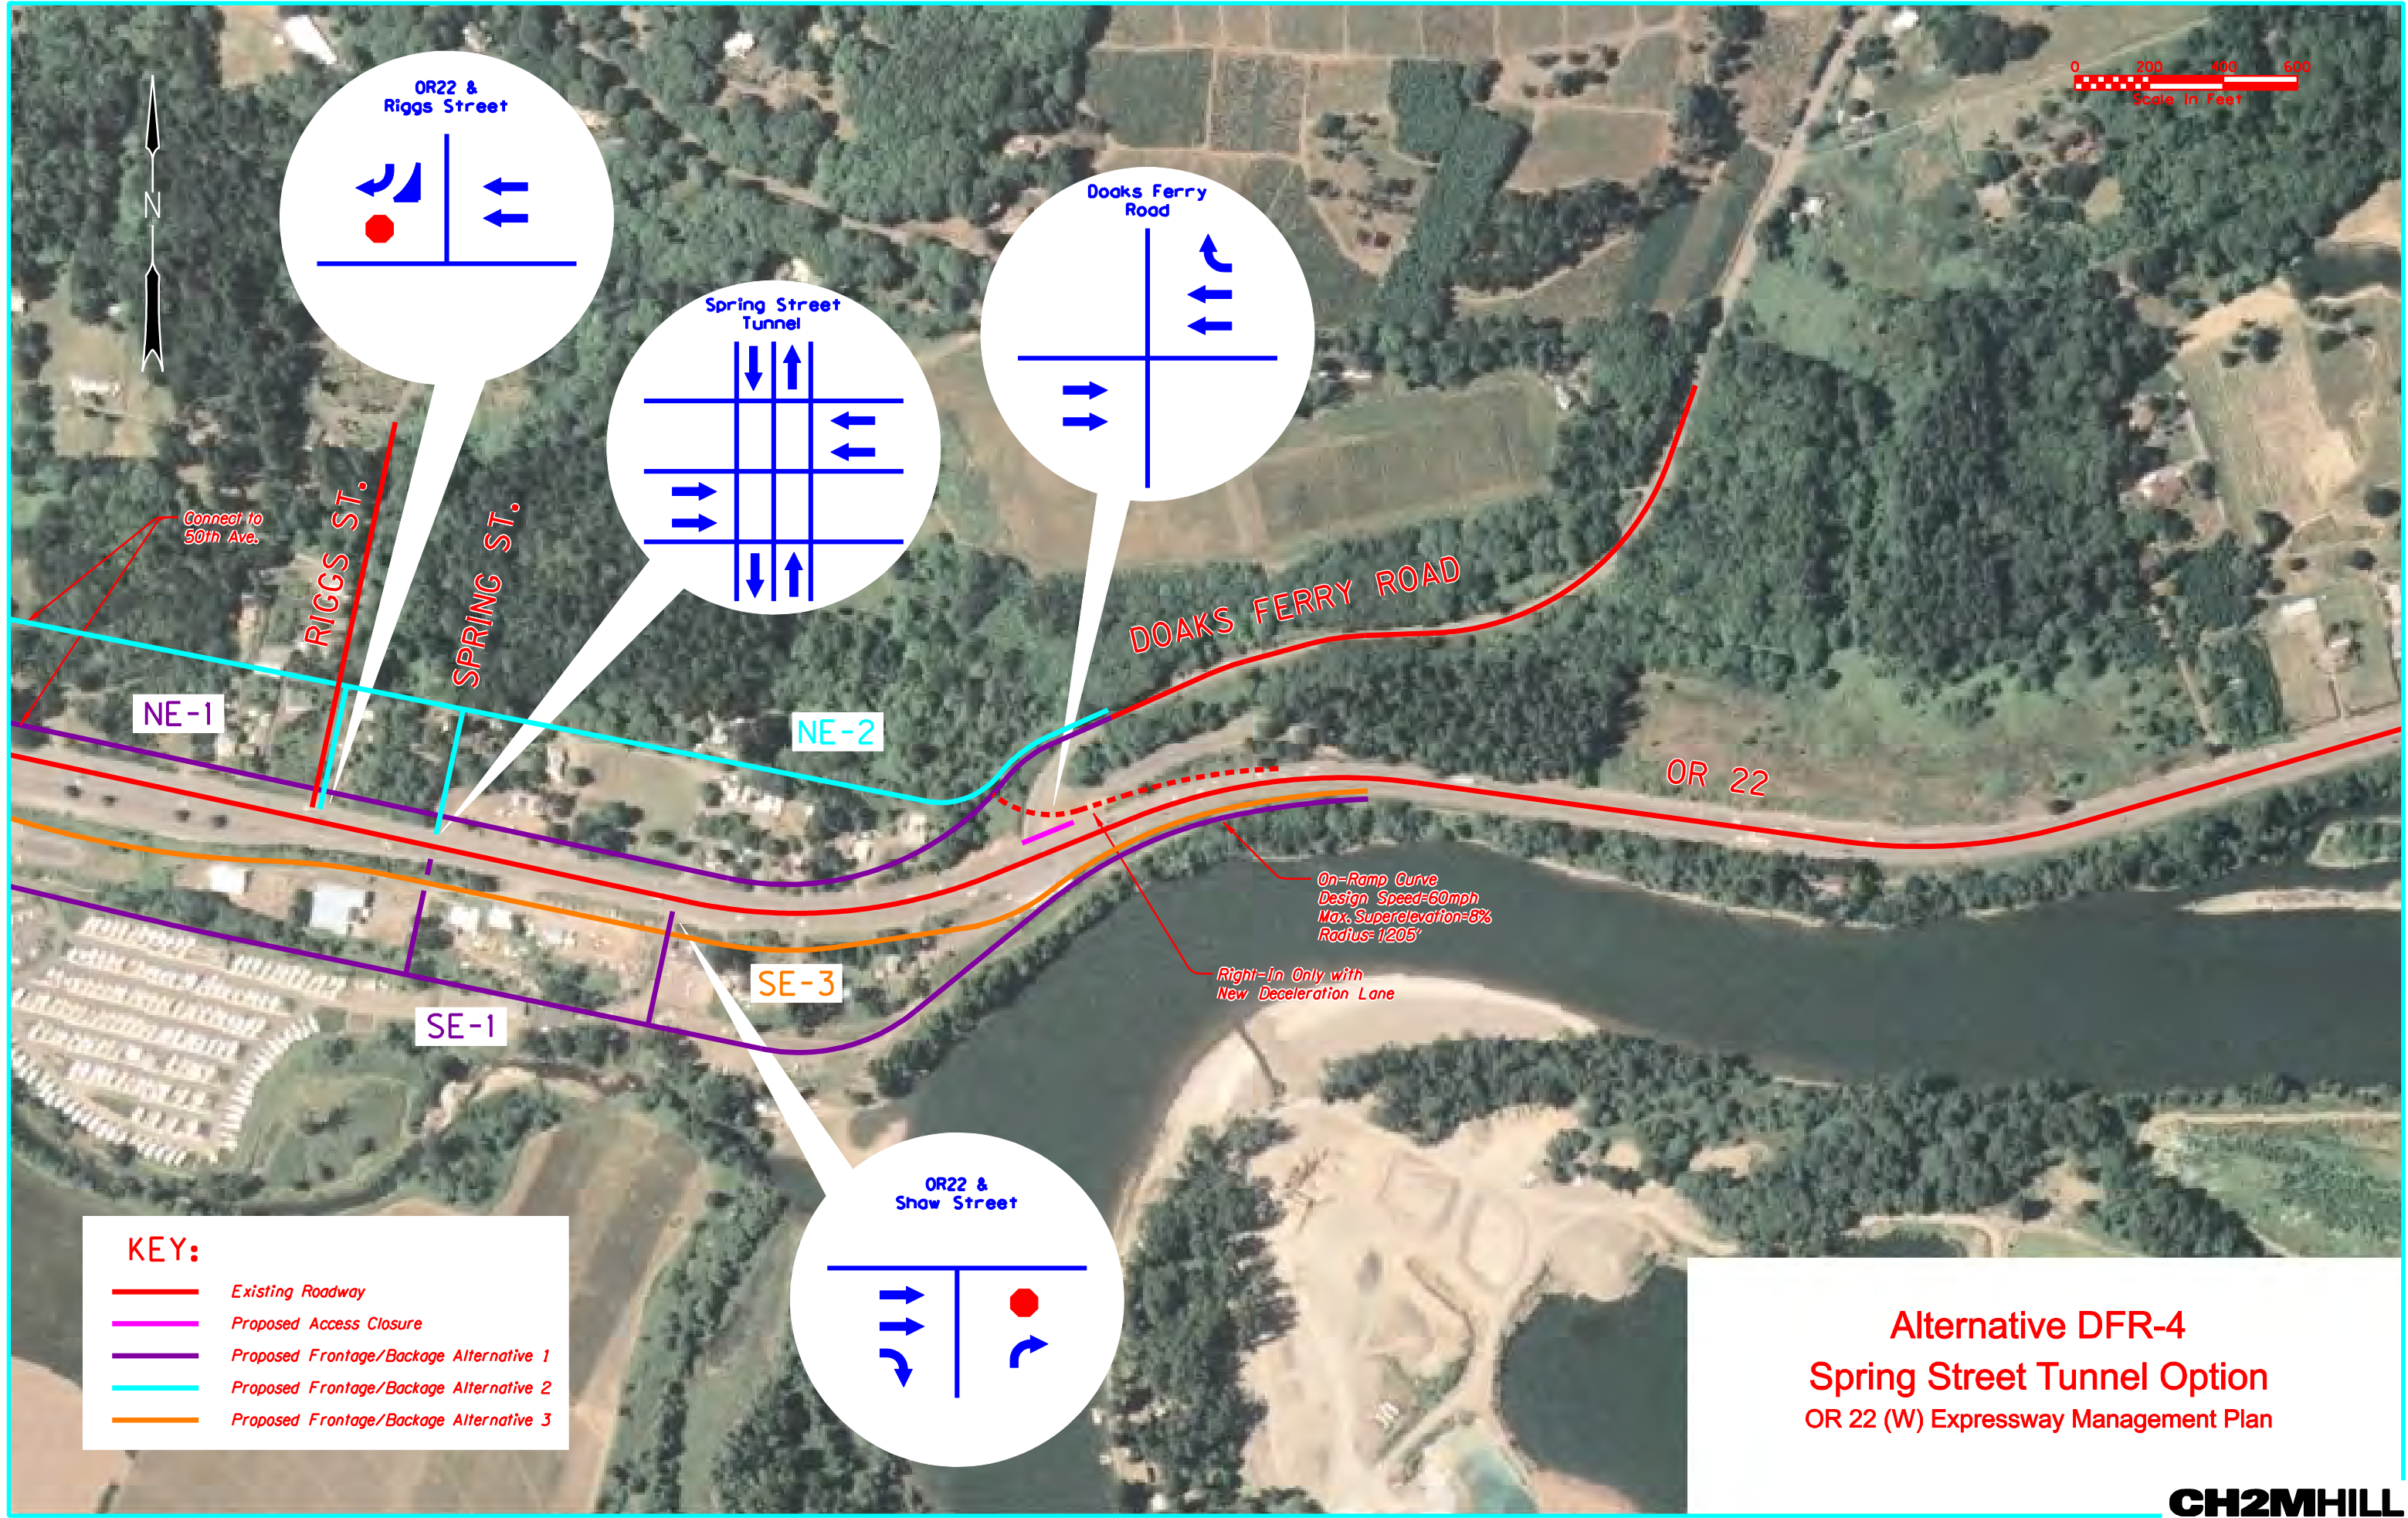 OR22 &
Riggs Street
0 200 400 600
Scale In Feet
Doaks Ferry
Road
N
Spring Street
Tunnel
Connect to
50th Ave.
RIGGS ST.
SPRING ST.
DOAKS FERRY ROAD
NE-1
NE-2
OR 22
On-Ramp Curve
Design Speed=60mph
Max. Superelevation=8%
Radius=1205'
Right-In Only with
New Deceleration Lane
SE-3
SE-1
OR22 &
Shaw Street
KEY:
Existing Roadway
Proposed Access Closure
Proposed Frontage/Backage Alternative 1
Proposed Frontage/Backage Alternative 2
Proposed Frontage/Backage Alternative 3
Alternative DFR-4
Spring Street Tunnel Option
OR 22 (W) Expressway Management Plan
CH2MHILL